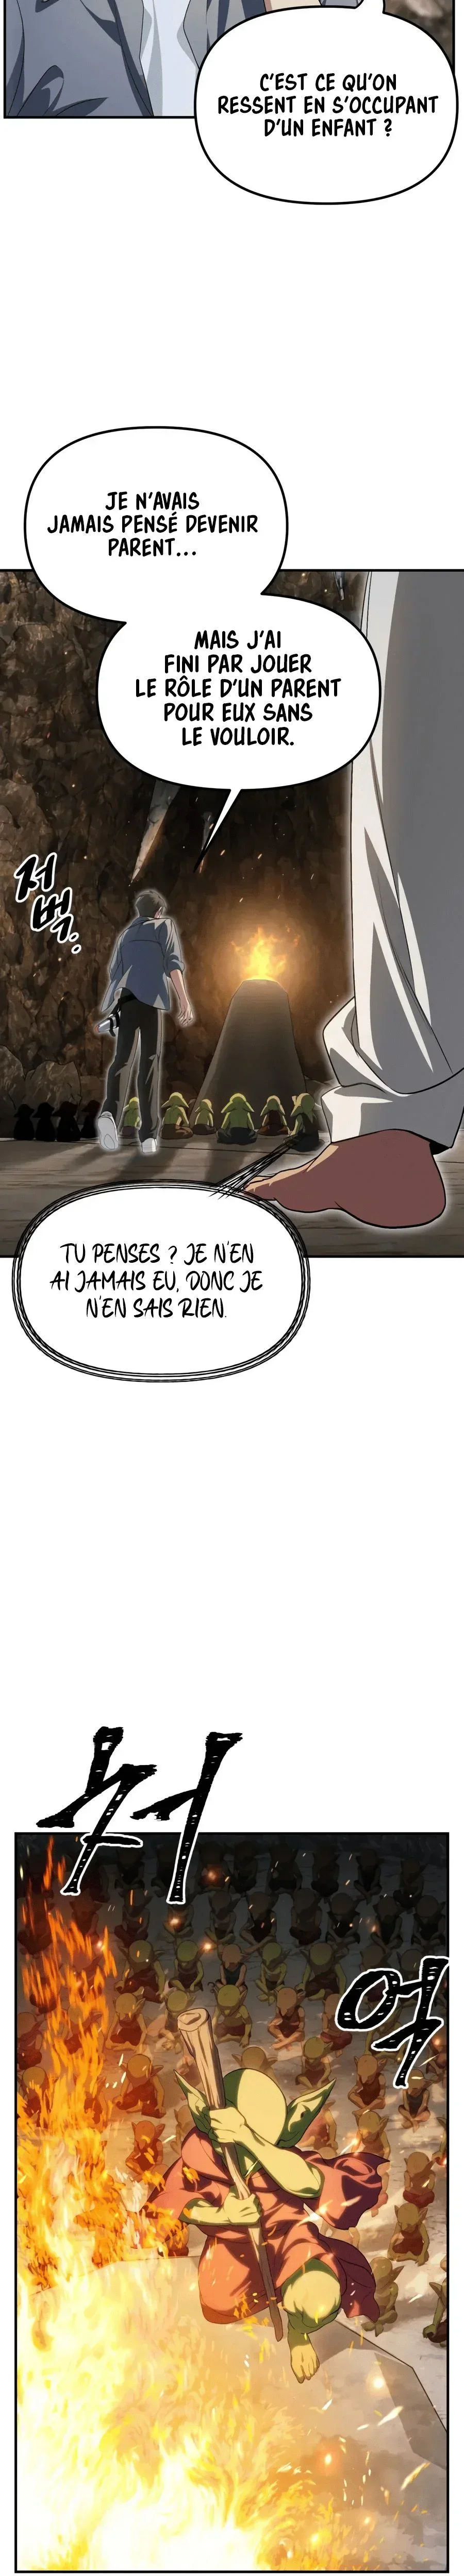 C'EST CE QU'ON
RESSENT EN S'OCCUPANT
D'UN ENFANT ?
JE N'AVAIS
JAMAIS PENSÉ DEVENIR
PARENT...
MAIS J'AI
FINI PAR JOUER
LE RÔLE D'UN PARENT
POUR EUX SANS
LE VOULOIR.
저
벅..
TU PENSES ? JE N'EN
AI JAMAIS EU, DONC JE
N'EN SAIS RIEN.